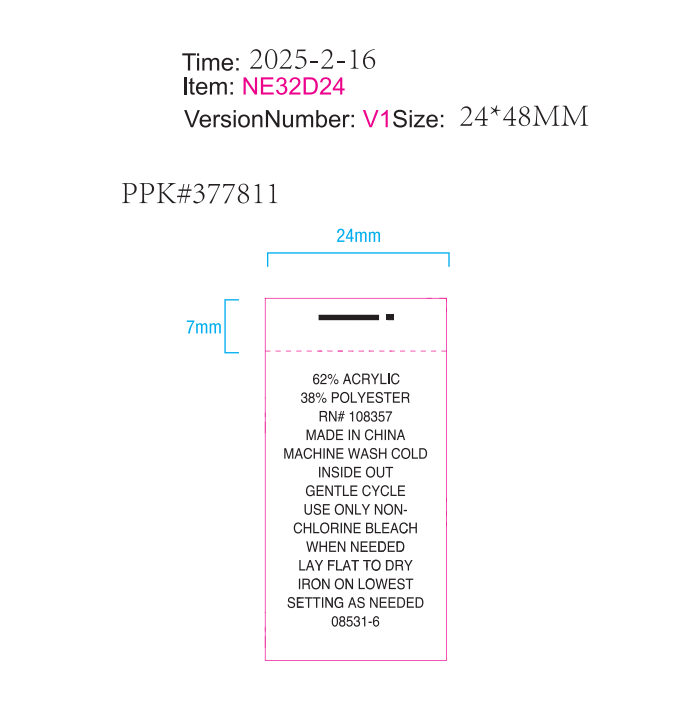 Time: 2025-2-16
Item: NE32D24
VersionNumber: V1Size: 24*48MM
PPK#377811
24mm
7mm
62% ACRYLIC
38% POLYESTER
RN# 108357
MADE IN CHINA
MACHINE WASH COLD
INSIDE OUT
GENTLE CYCLE
USE ONLY NON-
CHLORINE BLEACH
WHEN NEEDED
LAY FLAT TO DRY
IRON ON LOWEST
SETTING AS NEEDED
08531-6